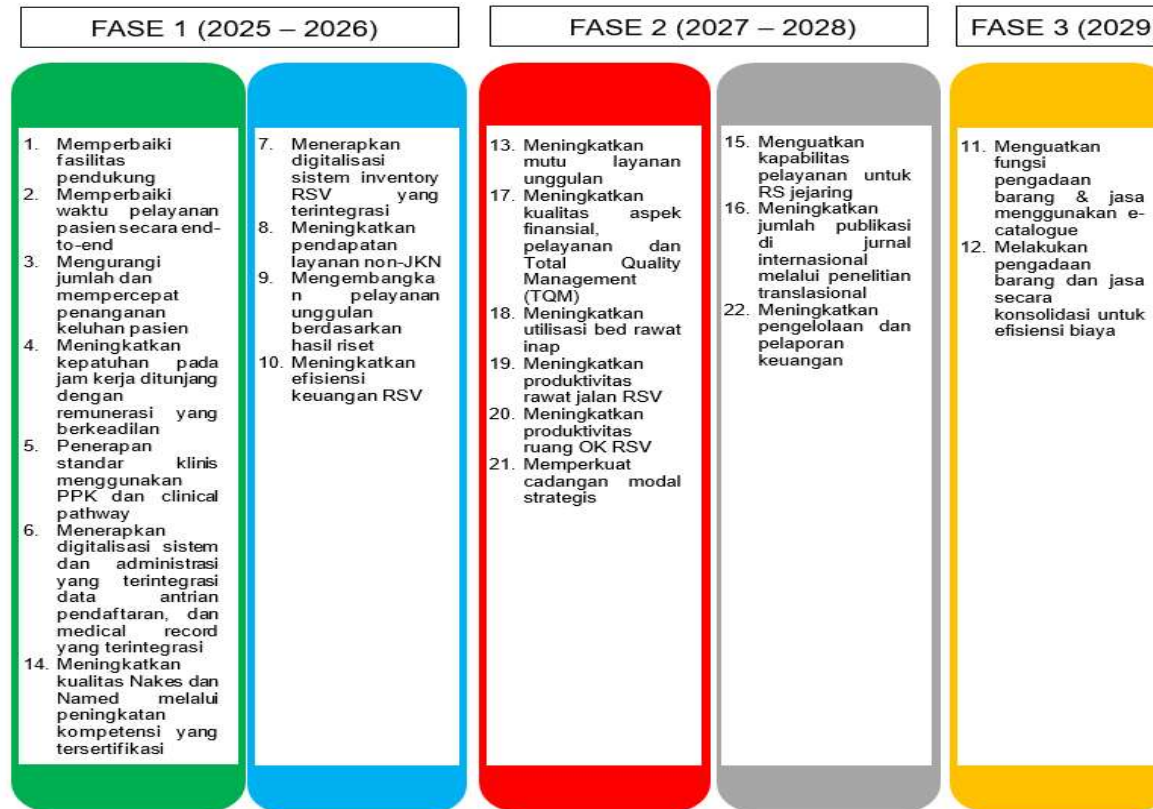 FASE 1 (2025 – 2026)
FASE 2 (2027 – 2028)
FASE 3 (2029
1. Memperbaiki
fasilitas
pendukung
2. Memperbaiki
waktu pelayanan
pasien secara end-
to-end
3. Mengurangi
jumlah dan
mempercepat
penanganan
keluhan pasien
4. Meningkatkan
kepatuhan pada
jam kerja ditunjang
dengan
remunerasi yang
berkeadilan
5. Penerapan
standar klinis
menggunakan
PPK dan clinical
pathway
6. Menerapkan
digitalisasi sistem
dan administrasi
yang terintegrasi
data antrian
pendaftaran, dan
medical record
yang terintegrasi
14. Meningkatkan
kualitas Nakes dan
Named melalui
peningkatan
kompetensi yang
tersertifikasi
7. Menerapkan
digitalisasi
sistem inventory
RSV yang
terintegrasi
8. Meningkatkan
pendapatan
layanan non-JKN
9. Mengembangka
n pelayanan
unggulan
berdasarkan
hasil riset
10. Meningkatkan
efisiensi
keuangan RSV
13. Meningkatkan
mutu layanan
unggulan
17. Meningkatkan
kualitas aspek
finansial,
pelayanan dan
Total Quality
Management
(TQM)
18. Meningkatkan
utilisasi bed rawat
inap
19. Meningkatkan
produktivitas
rawat jalan RSV
20. Meningkatkan
produktivitas
ruang OK RSV
21. Memperkuat
cadangan modal
strategis
15. Menguatkan
kapabilitas
pelayanan untuk
RS jejaring
16. Meningkatkan
jumlah publikasi
di jurnal
internasional
melalui penelitian
translasional
22. Meningkatkan
pengelolaan dan
pelaporan
keuangan
11. Menguatkan
fungsi
pengadaan
barang & jasa
menggunakan e-
catalogue
12. Melakukan
pengadaan
barang dan jasa
secara
konsolidasi untuk
efisiensi biaya